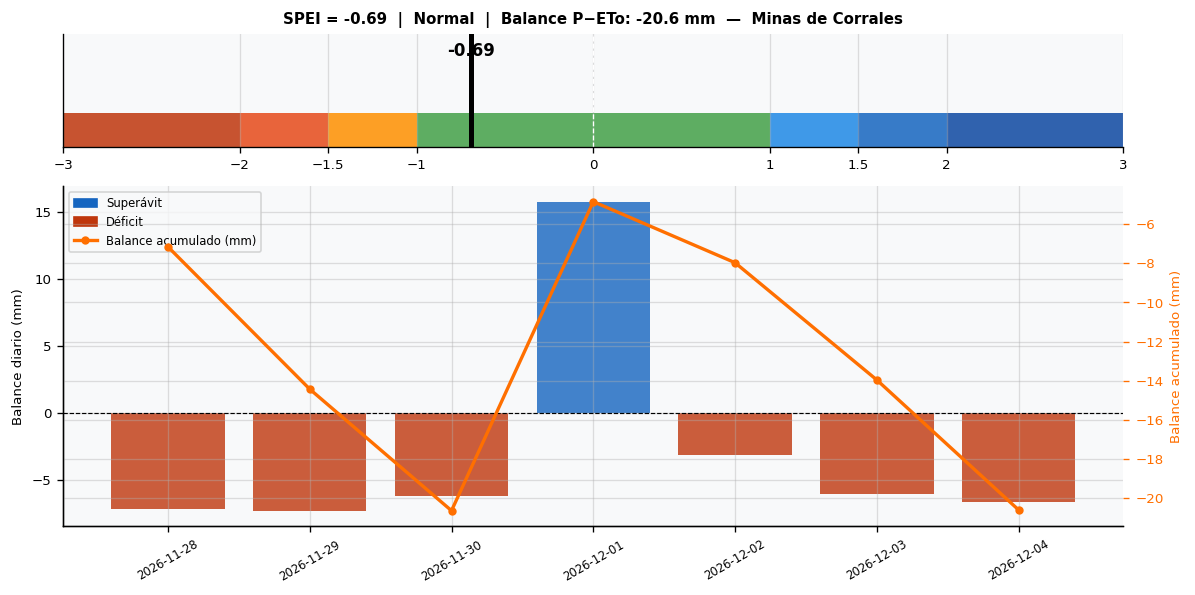 SPEI = -0.69 | Normal | Balance P−ETo: -20.6 mm — Minas de Corrales
-0.69
−3 −2 −1.5 −1 0 1 1.5 2 3
Superávit
Déficit
Balance acumulado (mm)
Balance diario (mm)
15
10
5
0
−5
−6
−8
−10
−12
−14
−16
−18
−20
Balance acumulado (mm)
2026-11-28 2026-11-29 2026-11-30 2026-12-01 2026-12-02 2026-12-03 2026-12-04